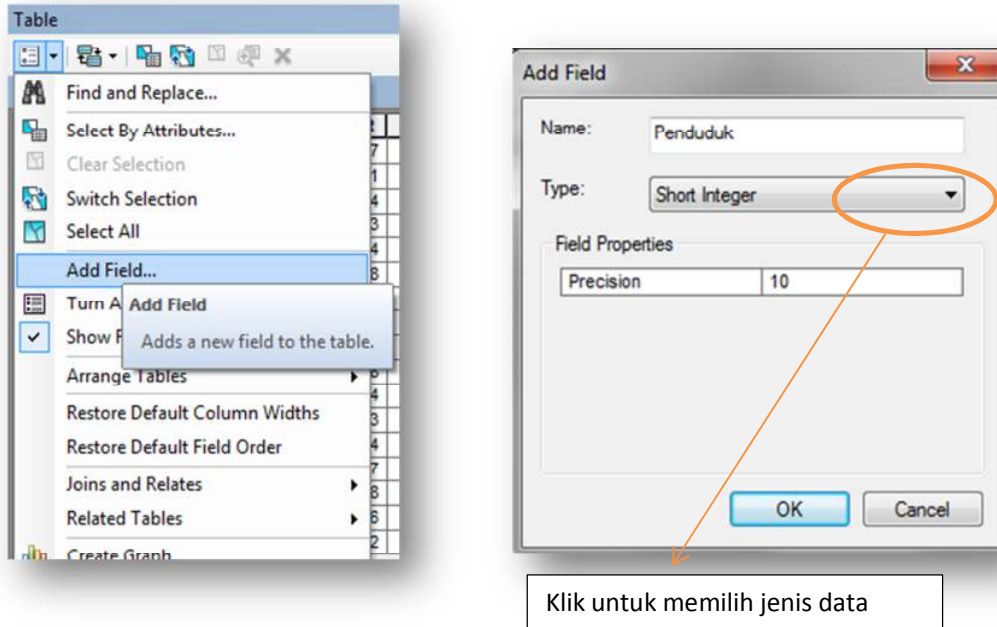 Table
Find and Replace...
Select By Attributes...
Clear Selection
Switch Selection
Select All
Add Field...
Turn A
Add Field
Adds a new field to the table.
Show F
Arrange Tables
Restore Default Column Widths
Restore Default Field Order
Joins and Relates
Related Tables
Create Graph
Add Field
Name: Penduduk
Type: Short Integer
Field Properties
Precision 10
OK Cancel
Klik untuk memilih jenis data